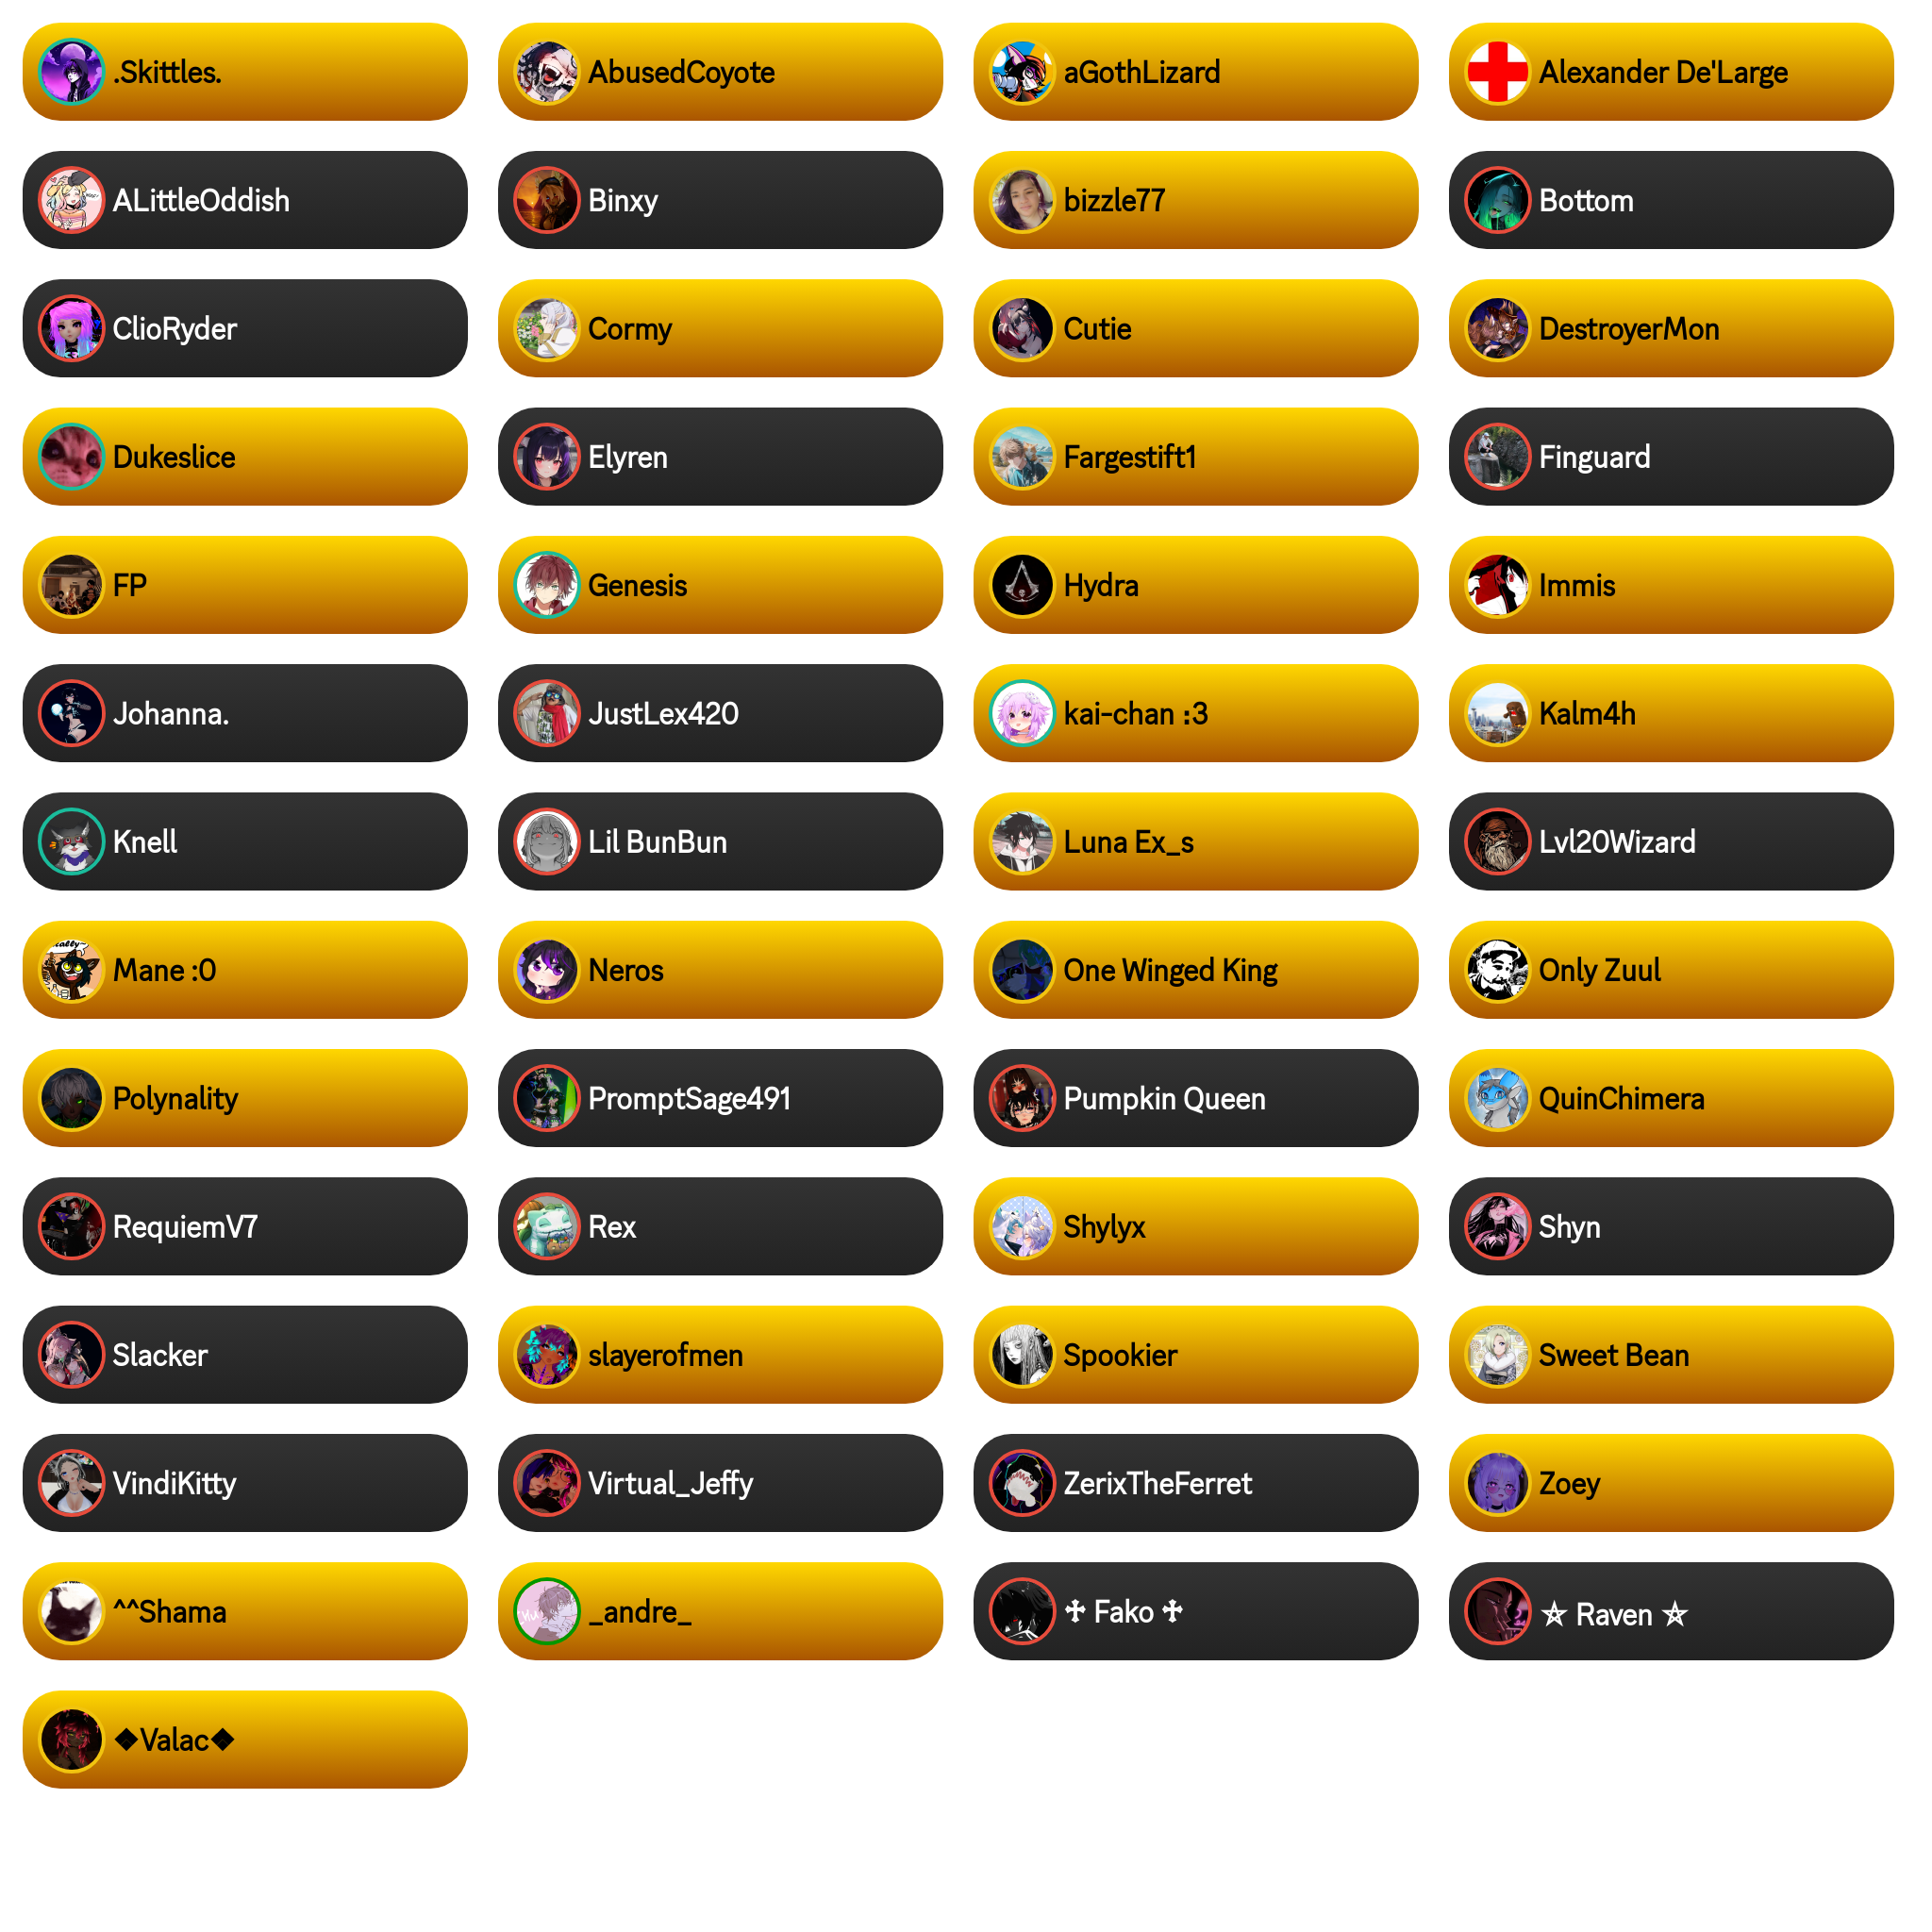 .Skittles.
AbusedCoyote
aGothLizard
Alexander De'Large
ALittleOddish
Binxy
bizzle77
Bottom
ClioRyder
Cormy
Cutie
DestroyerMon
Dukeslice
Elyren
Fargestift1
Finguard
FP
Genesis
Hydra
Immis
Johanna.
JustLex420
kai-chan :3
Kalm4h
Knell
Lil BunBun
Luna Ex_s
Lvl20Wizard
Mane :0
Neros
One Winged King
Only Zuul
Polynality
PromptSage491
Pumpkin Queen
QuinChimera
RequiemV7
Rex
Shylyx
Shyn
Slacker
slayerofmen
Spookier
Sweet Bean
VindiKitty
Virtual_Jeffy
ZerixTheFerret
Zoey
^^Shama
_andre_
♱ Fako ♱
⛧ Raven ⛧
❖Valac❖